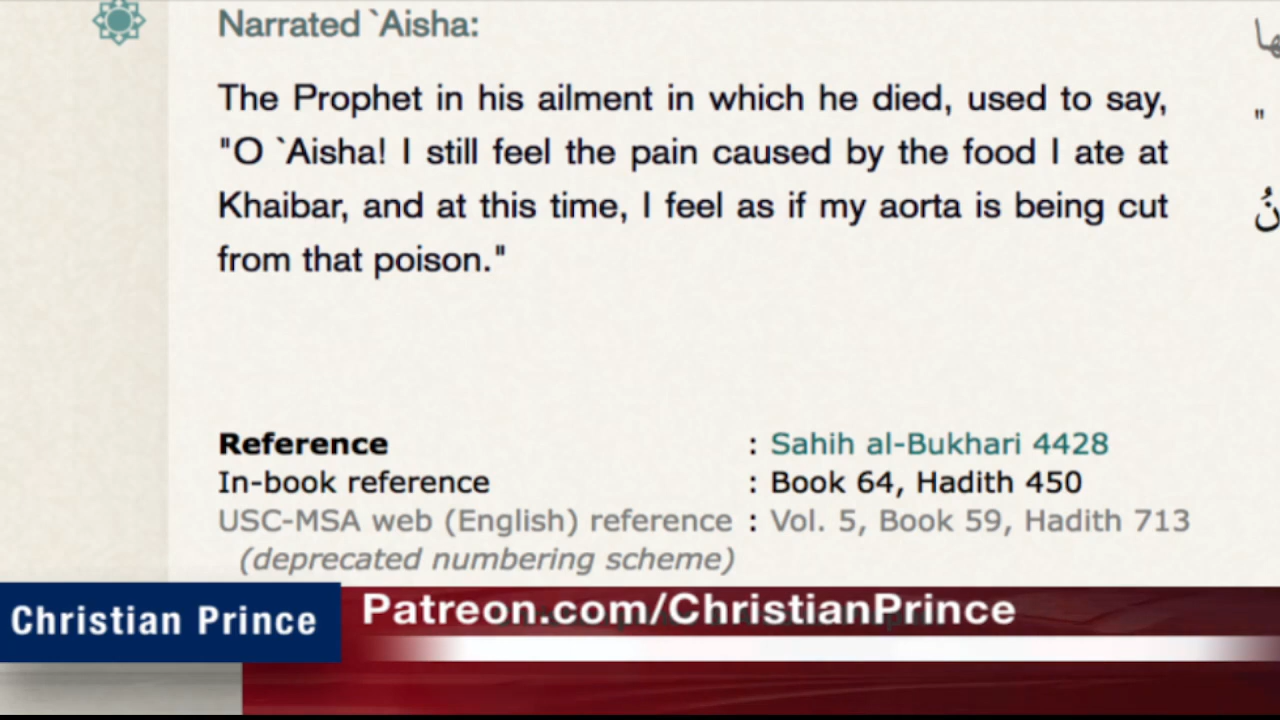 Narrated `Aisha:
The Prophet in his ailment in which he died, used to say,
"O `Aisha! I still feel the pain caused by the food I ate at
Khaibar, and at this time, I feel as if my aorta is being cut
from that poison."
Reference : Sahih al-Bukhari 4428
In-book reference : Book 64, Hadith 450
USC-MSA web (English) reference : Vol. 5, Book 59, Hadith 713
(deprecated numbering scheme)
Christian Prince
Patreon.com/ChristianPrince